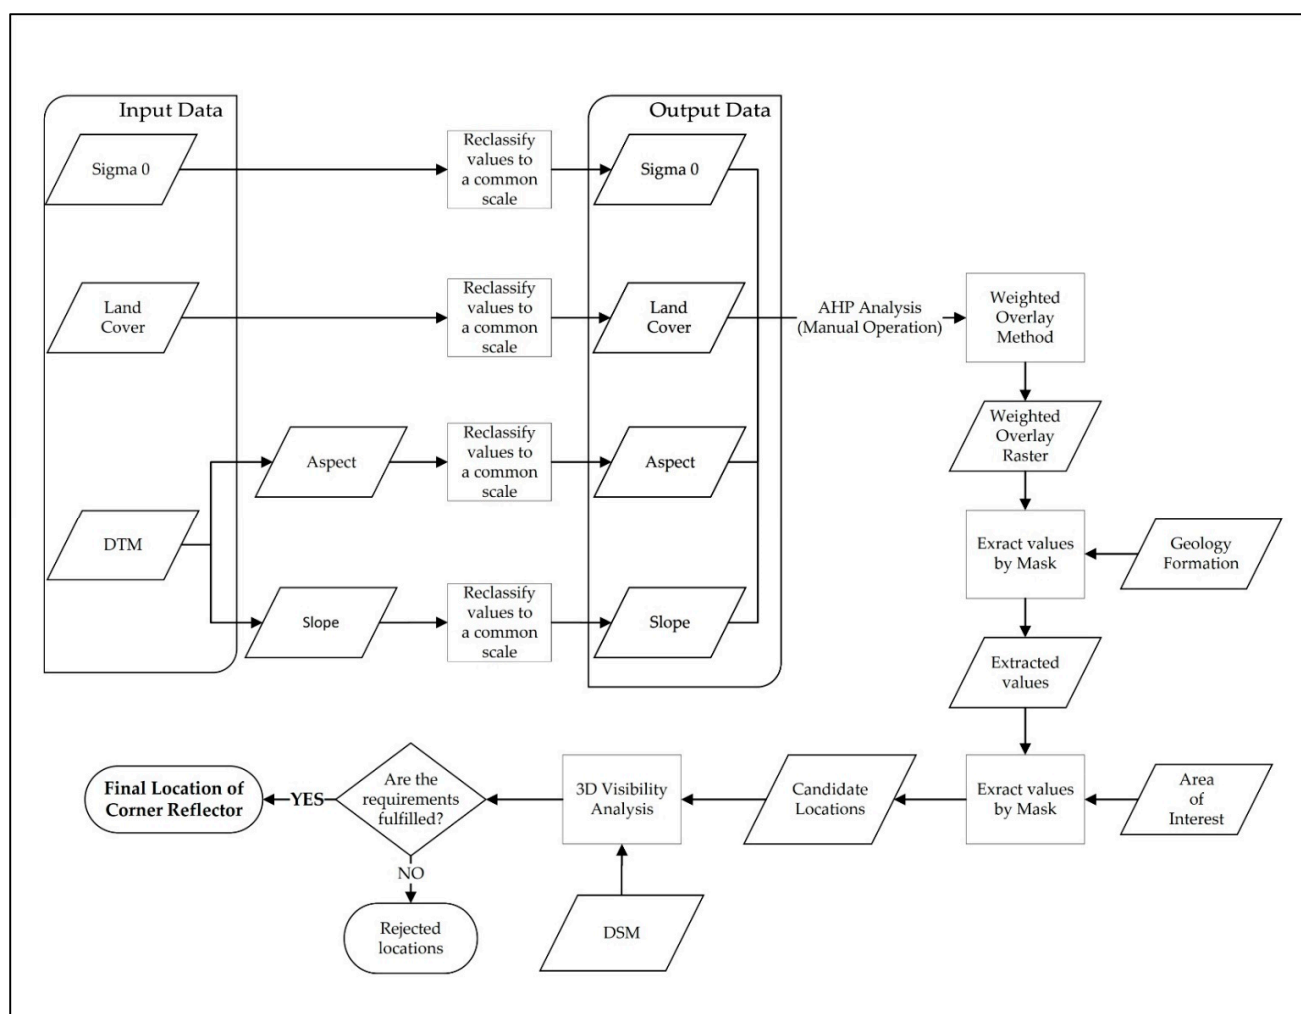 Input Data
Output Data
Sigma 0
Reclassify
values to
a common
scale
Sigma 0
Land
Cover
Reclassify
values to
a common
scale
Land
Cover
AHP Analysis
(Manual Operation)
Weighted
Overlay
Method
Weighted
Overlay
Raster
Aspect
Reclassify
values to
a common
scale
Aspect
DTM
Exract values
by Mask
Geology
Formation
Slope
Reclassify
values to
a common
scale
Slope
Extracted
values
Final Location of
Corner Reflector
YES
Are the
requirements
fulfilled?
3D Visibility
Analysis
Candidate
Locations
Exract values
by Mask
Area
of
Interest
NO
Rejected
locations
DSM